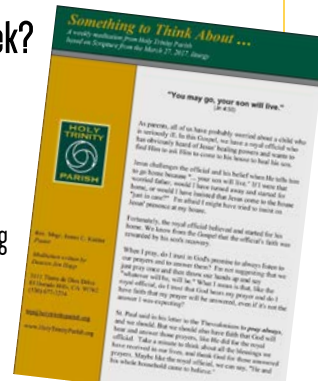 ek?
g
Something to Think About ...
A weekly meditation from Holy Trinity Parish
based on Scripture from the March 27, 2017, liturgy
HOLY
TRINITY
PARISH
Pastor
Meditation written by
www.HolyTrinityParish.org
"You may go, your son will live."
(Jn 4:50)
As parents, all of us have probably worried about a child who
is seriously ill. In this Gospel, we have a royal official who
has obviously heard of Jesus' healing powers and wants to
find Him to ask Him to come to his house to heal his son.
Jesus challenges the official and his belief when He tells him
to go home because "... your son will live." If I were that
worried father, would I have turned away and started for
home, or would I have insisted that Jesus come to the home
"just in case?" I'm afraid I might have tried to insist on
Jesus' presence at my house.
Fortunately, the royal official believed and started for his
home. We know from the Gospel that the official's faith was
rewarded by his son's recovery.
When I pray, do I trust in God's promise to always listen to
our prayers and to answer them? I'm not suggesting that we
just pray once and then throw our hands up and say
"whatever will be, will be." What I mean is that, like the
royal official, do I trust that God hears my prayer and do I
have faith that my prayer will be answered, even if it's not the
answer I was expecting?
St. Paul said in his letter to the Thessalonians to pray always,
and we should. But we should also have faith that God will
hear and answer those prayers, like He did for the royal
official. Take a minute to think about all the blessings we
have received in our lives, and thank God for those answered
prayers. Maybe like the royal official, we can say, "He and
his whole household came to believe."